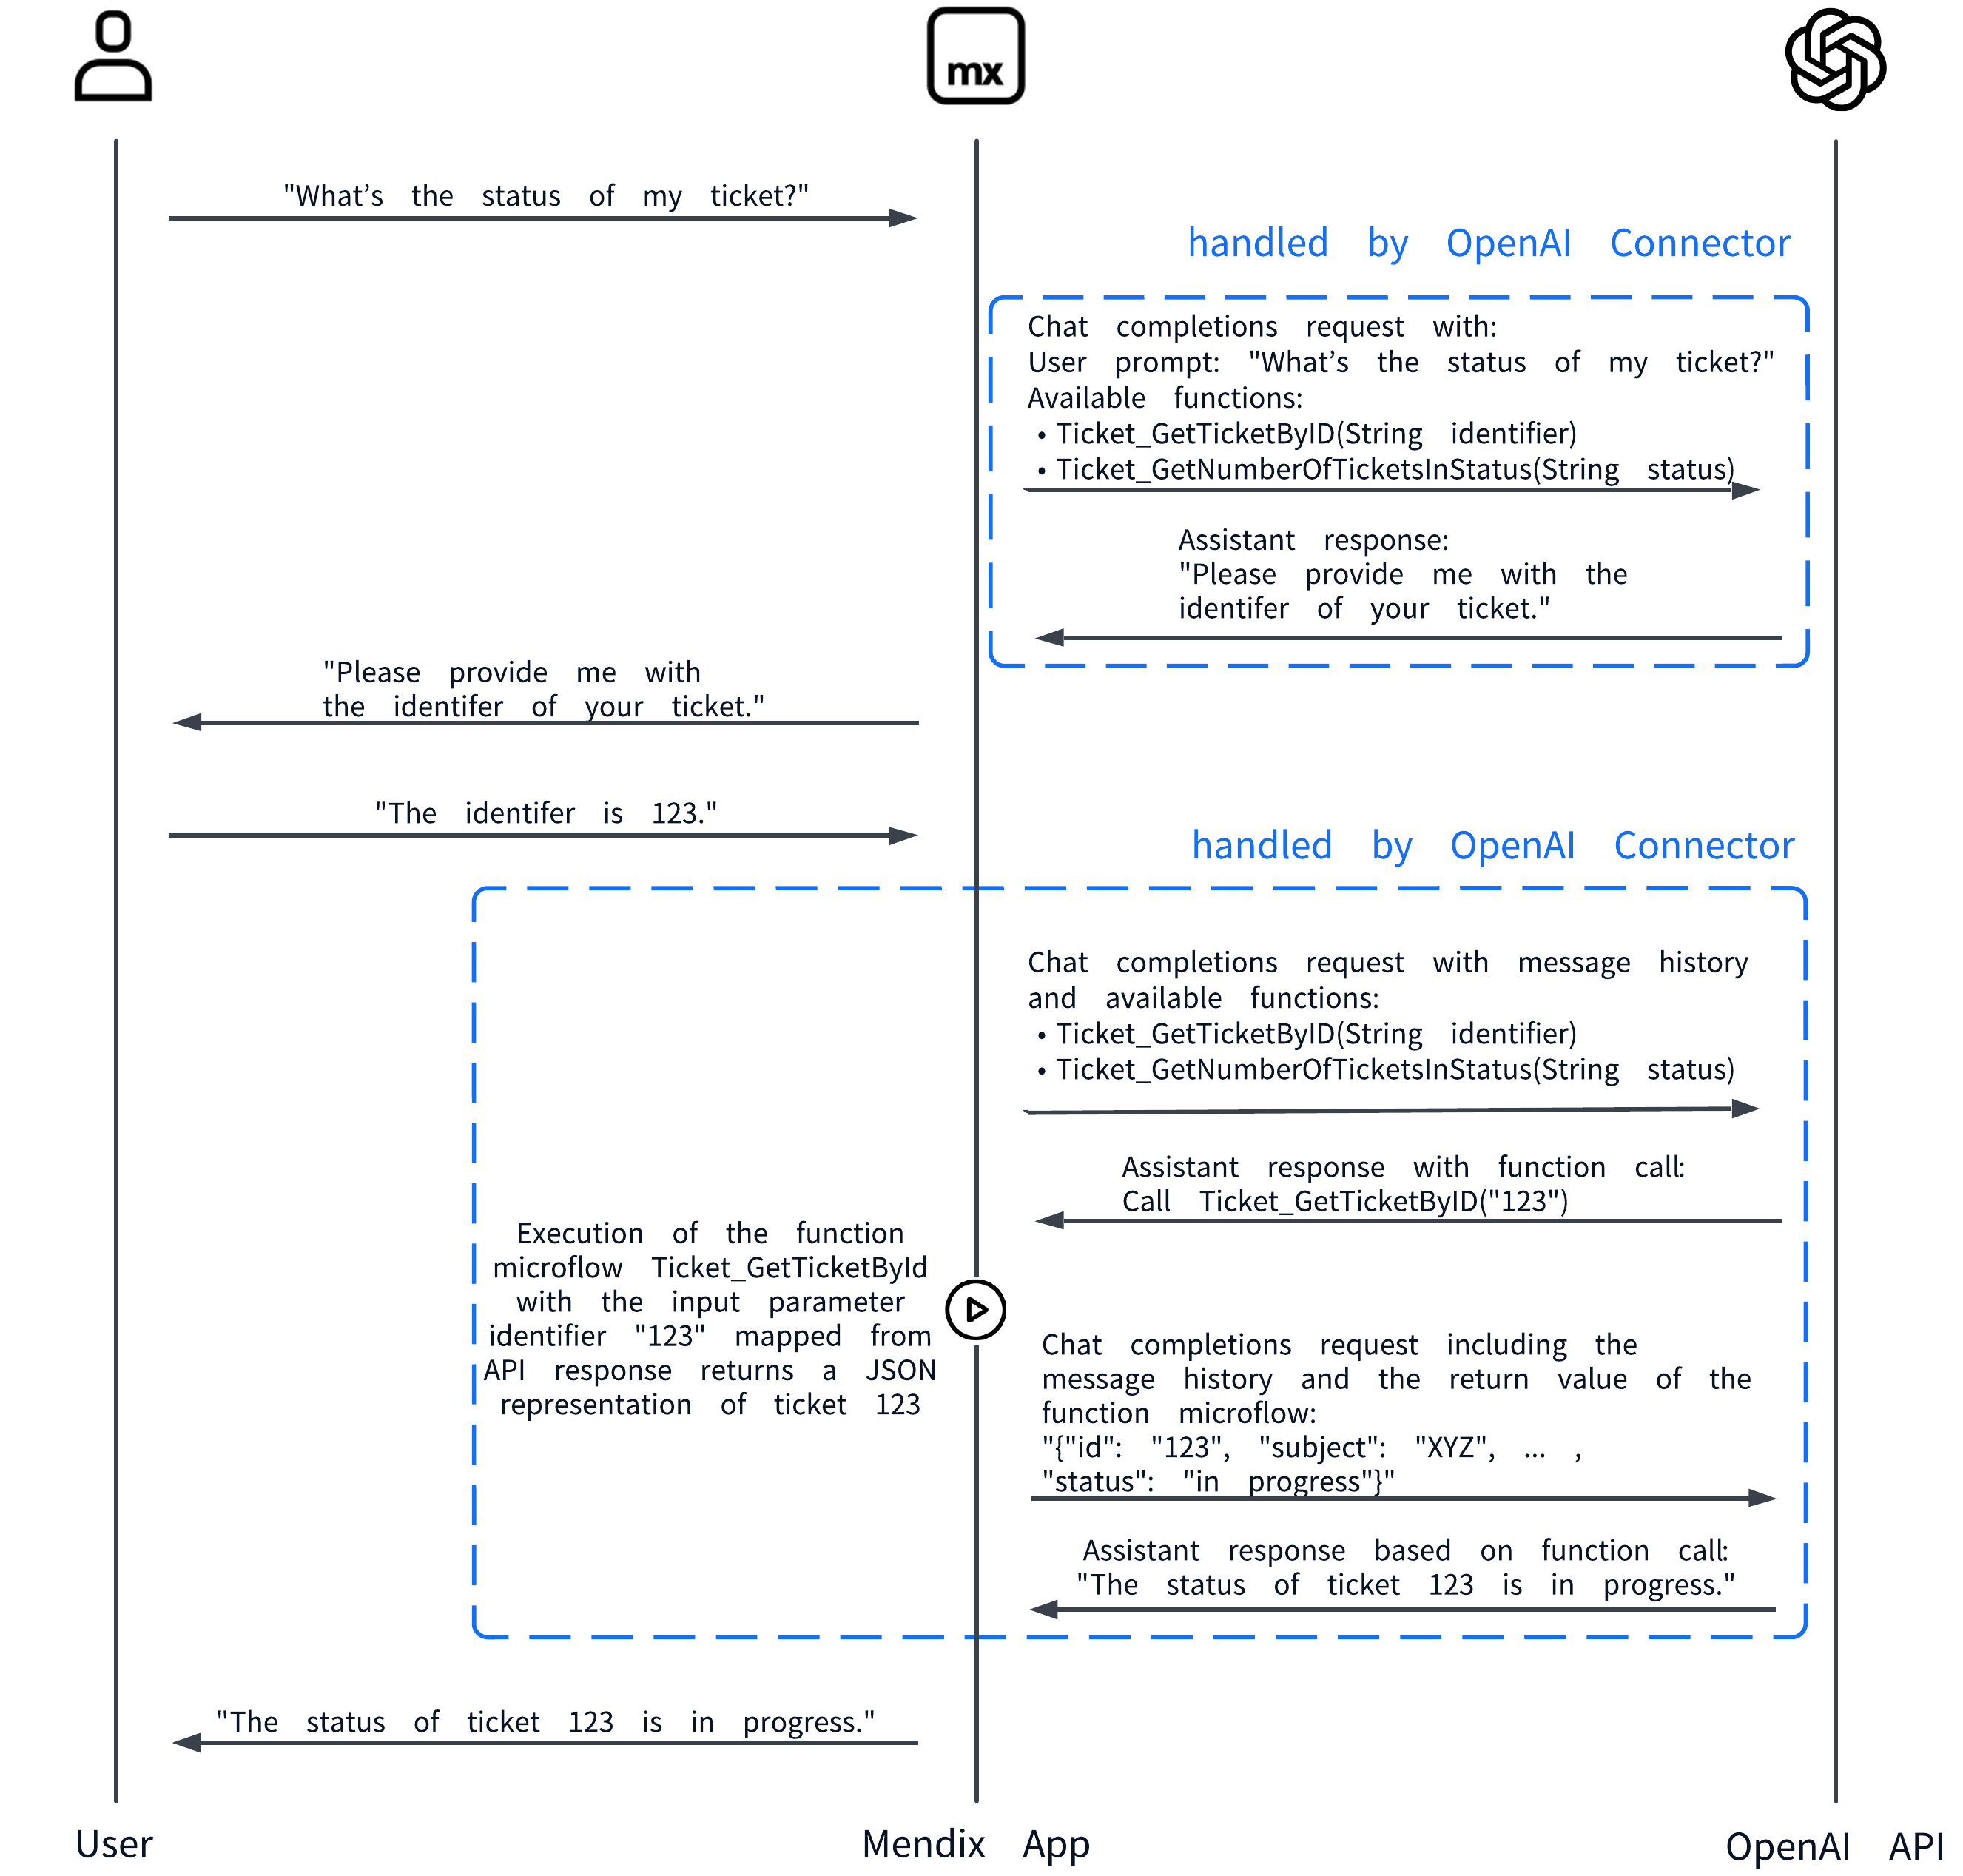 mx
"What’s the status of my ticket?"
handled by OpenAI Connector
Chat completions request with:
User prompt: "What’s the status of my ticket?"
Available functions:
• Ticket_GetTicketByID(String identifier)
• Ticket_GetNumberOfTicketsInStatus(String status)
Assistant response:
"Please provide me with the
identifer of your ticket."
"Please provide me with
the identifer of your ticket."
"The identifer is 123."
handled by OpenAI Connector
Chat completions request with message history
and available functions:
• Ticket_GetTicketByID(String identifier)
• Ticket_GetNumberOfTicketsInStatus(String status)
Assistant response with function call:
Call Ticket_GetTicketByID("123")
Execution of the function
microflow Ticket_GetTicketById
with the input parameter
identifier "123" mapped from
API response returns a JSON
representation of ticket 123
Chat completions request including the
message history and the return value of the
function microflow:
"{"id": "123", "subject": "XYZ", ... ,
"status": "in progress"}"
Assistant response based on function call:
"The status of ticket 123 is in progress."
"The status of ticket 123 is in progress."
User
Mendix App
OpenAI API